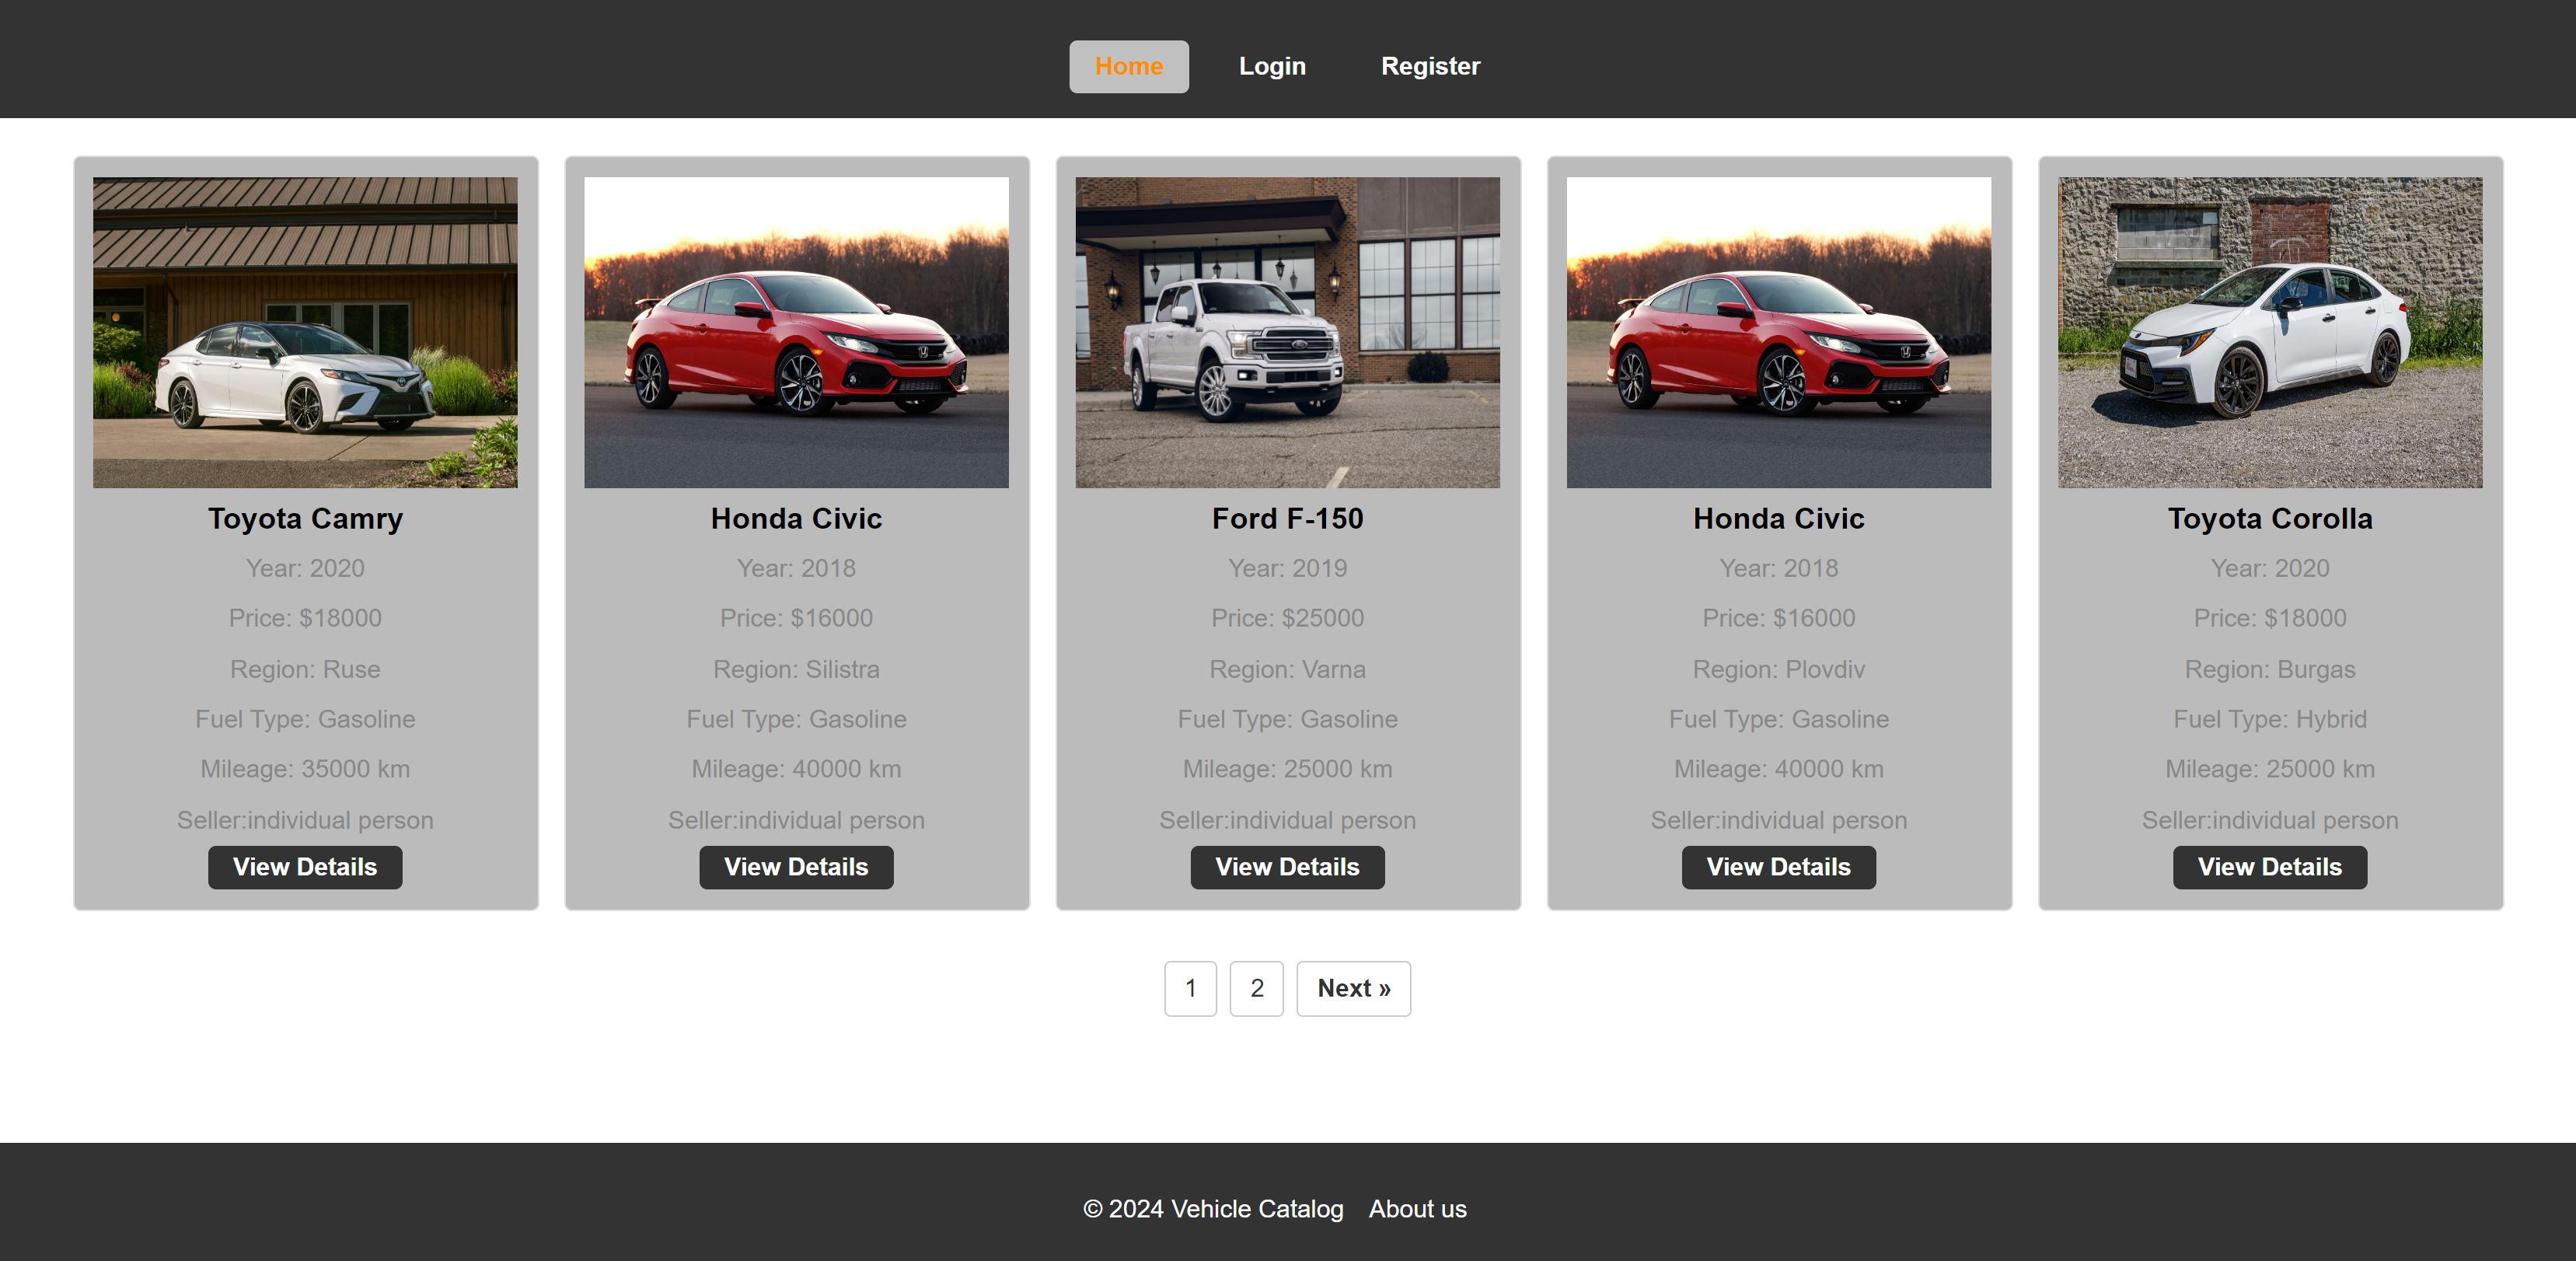 Home Login Register
Toyota Camry
Year: 2020
Price: $18000
Region: Ruse
Fuel Type: Gasoline
Mileage: 35000 km
Seller:individual person
View Details
Honda Civic
Year: 2018
Price: $16000
Region: Silistra
Fuel Type: Gasoline
Mileage: 40000 km
Seller:individual person
View Details
Ford F-150
Year: 2019
Price: $25000
Region: Varna
Fuel Type: Gasoline
Mileage: 25000 km
Seller:individual person
View Details
Honda Civic
Year: 2018
Price: $16000
Region: Plovdiv
Fuel Type: Gasoline
Mileage: 40000 km
Seller:individual person
View Details
Toyota Corolla
Year: 2020
Price: $18000
Region: Burgas
Fuel Type: Hybrid
Mileage: 25000 km
Seller:individual person
View Details
1 2 Next »
© 2024 Vehicle Catalog About us